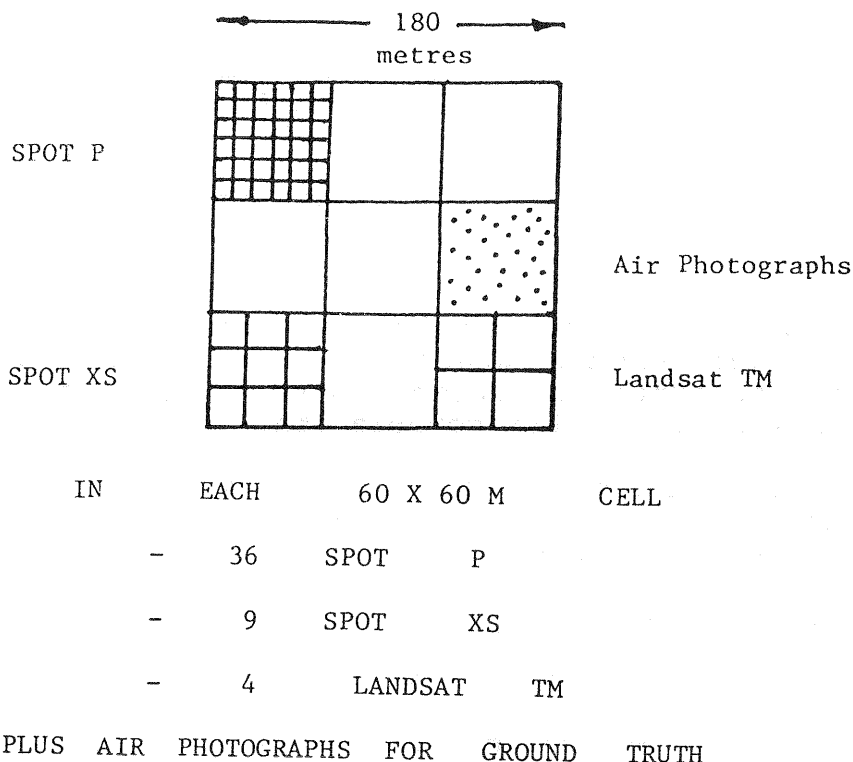 180
metres
SPOT P
Air Photographs
SPOT XS
Landsat TM
IN EACH 60 X 60 M CELL
- 36 SPOT P
- 9 SPOT XS
- 4 LANDSAT TM
PLUS AIR PHOTOGRAPHS FOR GROUND TRUTH